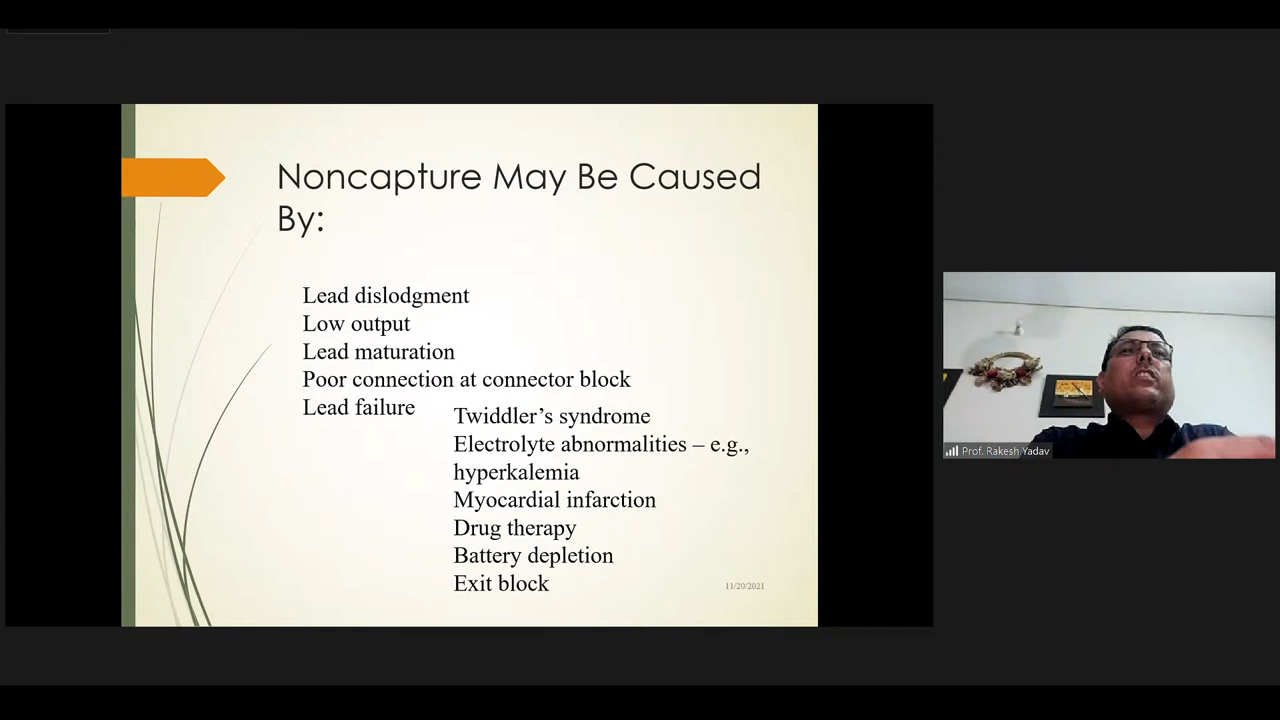 Noncapture May Be Caused
By:
Lead dislodgment
Low output
Lead maturation
Poor connection at connector block
Lead failure
Twiddler’s syndrome
Electrolyte abnormalities – e.g.,
hyperkalemia
Myocardial infarction
Drug therapy
Battery depletion
Exit block
11/20/2021
Prof. Rakesh Yadav